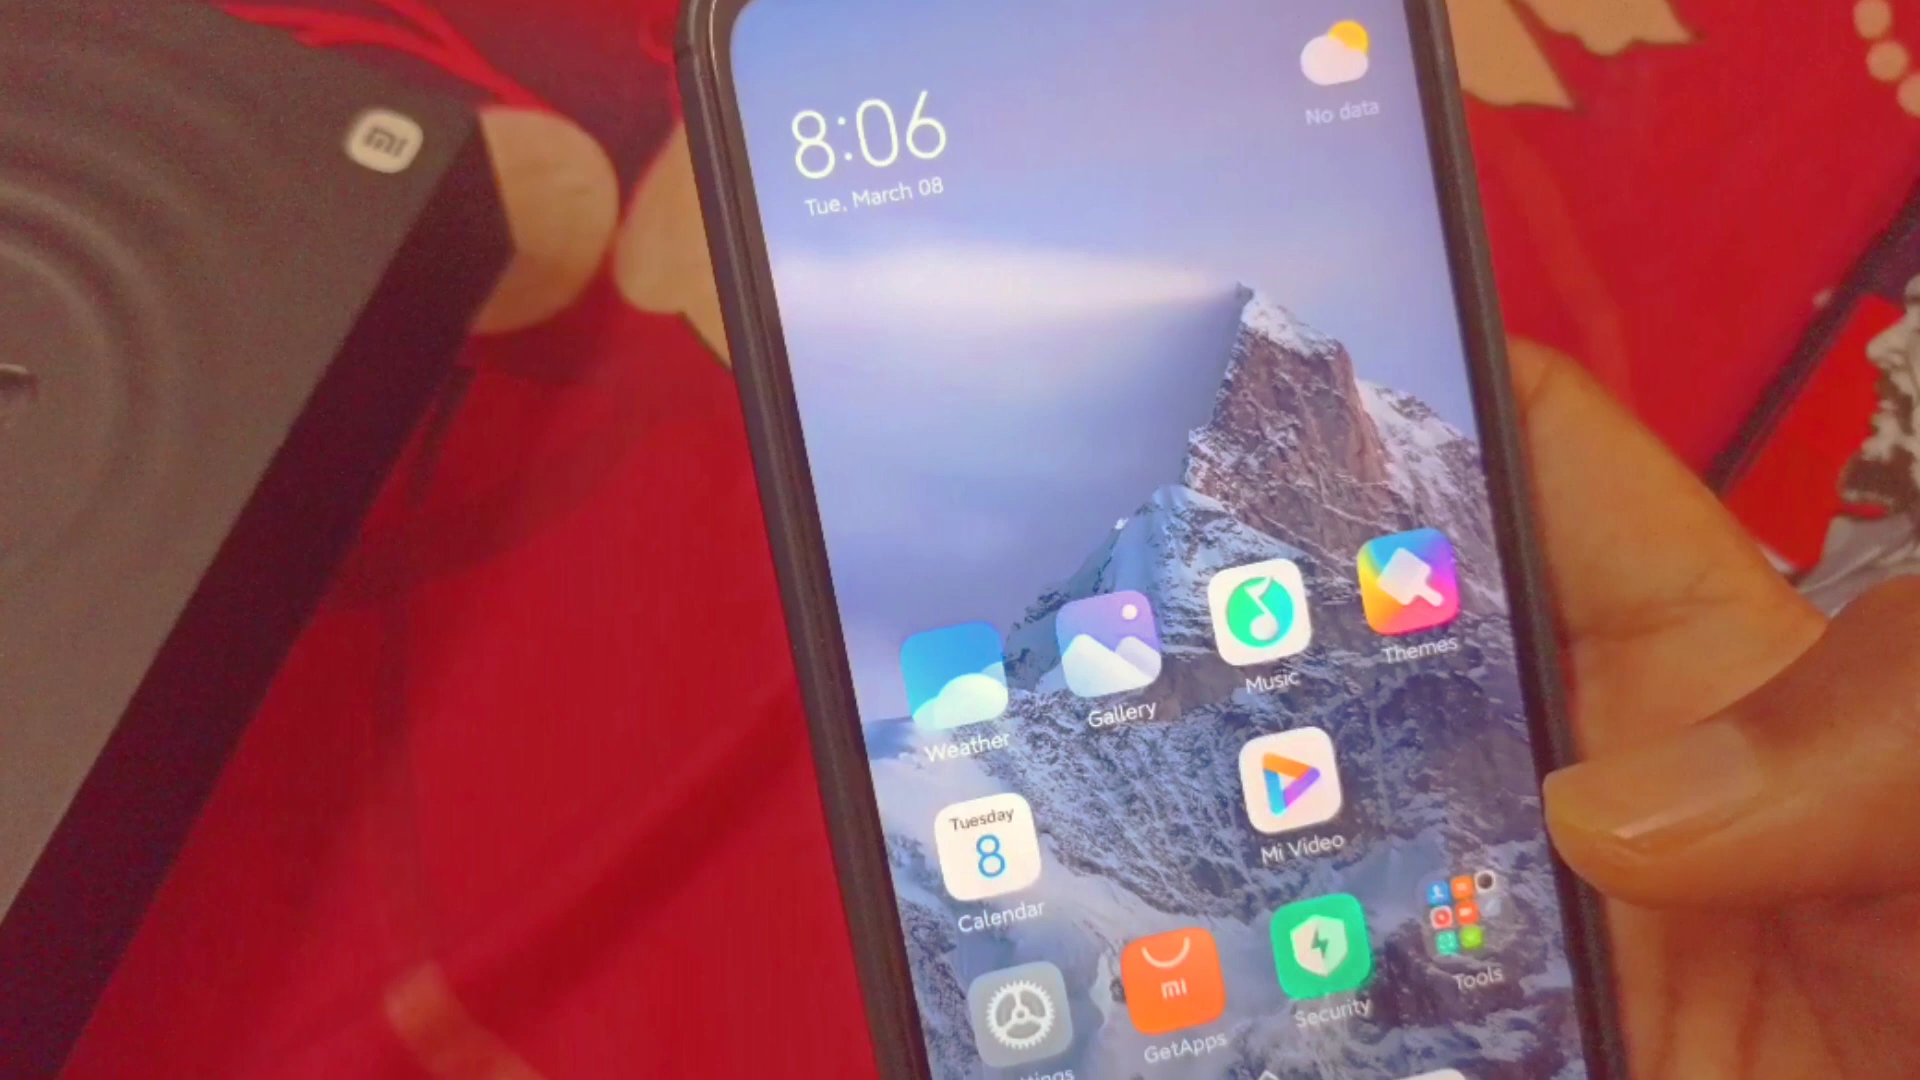 mi
8:06
Tue, March 08
No data
Weather
Gallery
Music
Themes
Tuesday
8
Calendar
Mi Video
mi
GetApps
Security
Tools